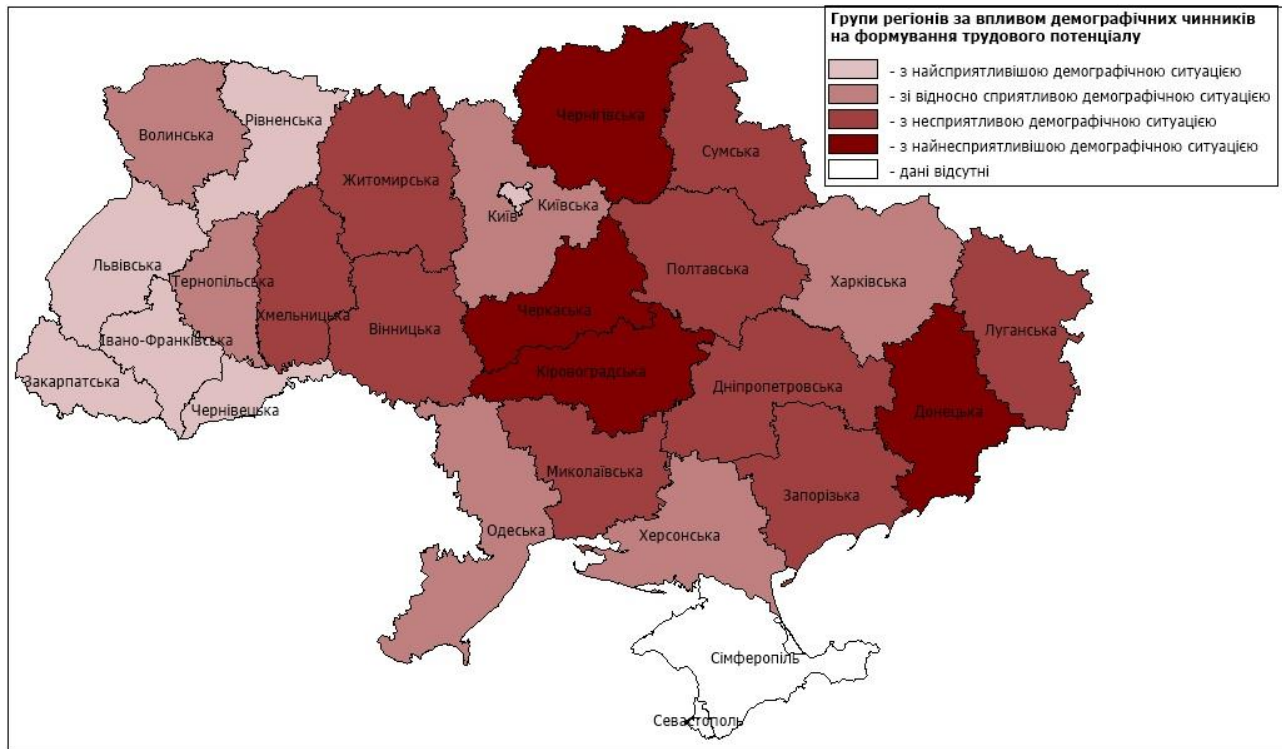 Групи регіонів за впливом демографічних чинників
на формування трудового потенціалу
- з найсприятливішою демографічною ситуацією
- зі відносно сприятливою демографічною ситуацією
- з несприятливою демографічною ситуацією
- з найнесприятливішою демографічною ситуацією
- дані відсутні
Волинська
Рівненська
Чернігівська
Сумська
Житомирська
Київ
Київська
Львівська
Тернопільська
Хмельницька
Вінницька
Черкаська
Полтавська
Харківська
Луганська
Івано-Франківська
Закарпатська
Чернівецька
Кіровоградська
Дніпропетровська
Донецька
Миколаївська
Запорізька
Одеська
Херсонська
Сімферопіль
Севастополь